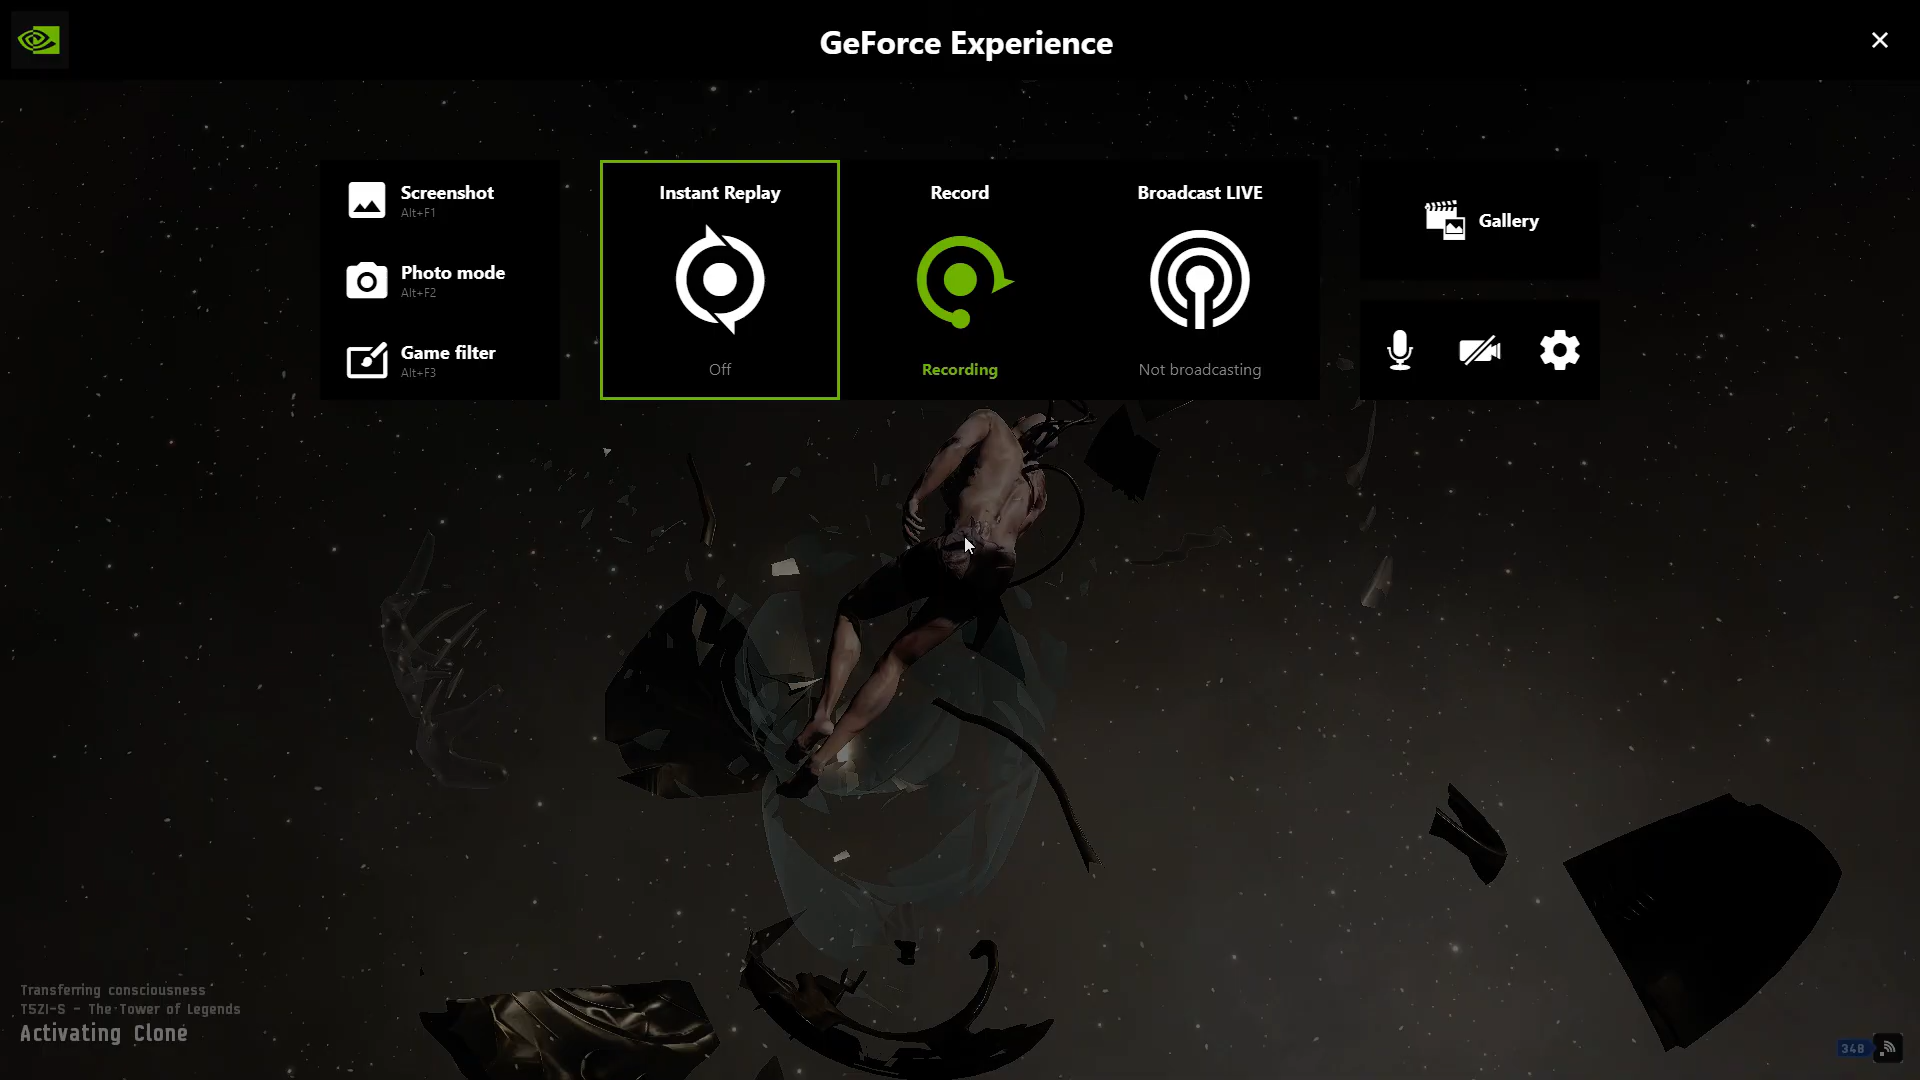 GeForce Experience
Screenshot
Alt+F1
Photo mode
Alt+F2
Game filter
Alt+F3
Instant Replay
Off
Record
Recording
Broadcast LIVE
Not broadcasting
Gallery
Transferring consciousness
T5ZI-S - The Tower of Legends
Activating Clone
348